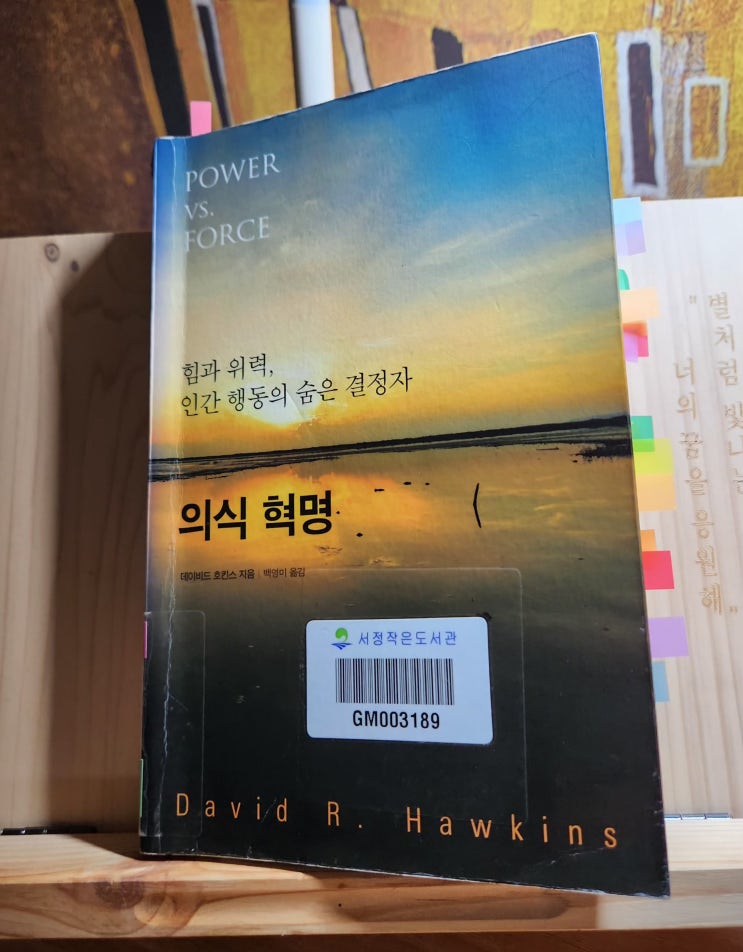 POWER
VS.
FORCE
힘과 위력,
인간 행동의 숨은 결정자
의식 혁명
데이비드 호킨스 지음 | 백영미 옮김
서정작은도서관
GM003189
David R. Hawkins
"별처럼 빛나는
너의 꿈을 응원해"